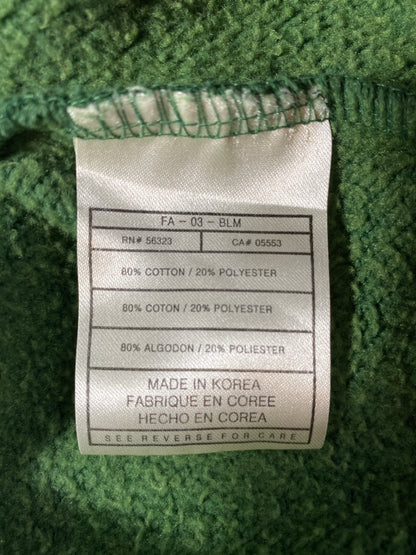 FA - 03 - BLM
RN# 56323 CA# 05553
80% COTTON / 20% POLYESTER
80% COTON / 20% POLYESTER
80% ALGODON / 20% POLIESTER
MADE IN KOREA
FABRIQUE EN COREE
HECHO EN COREA
SEE REVERSE FOR CARE